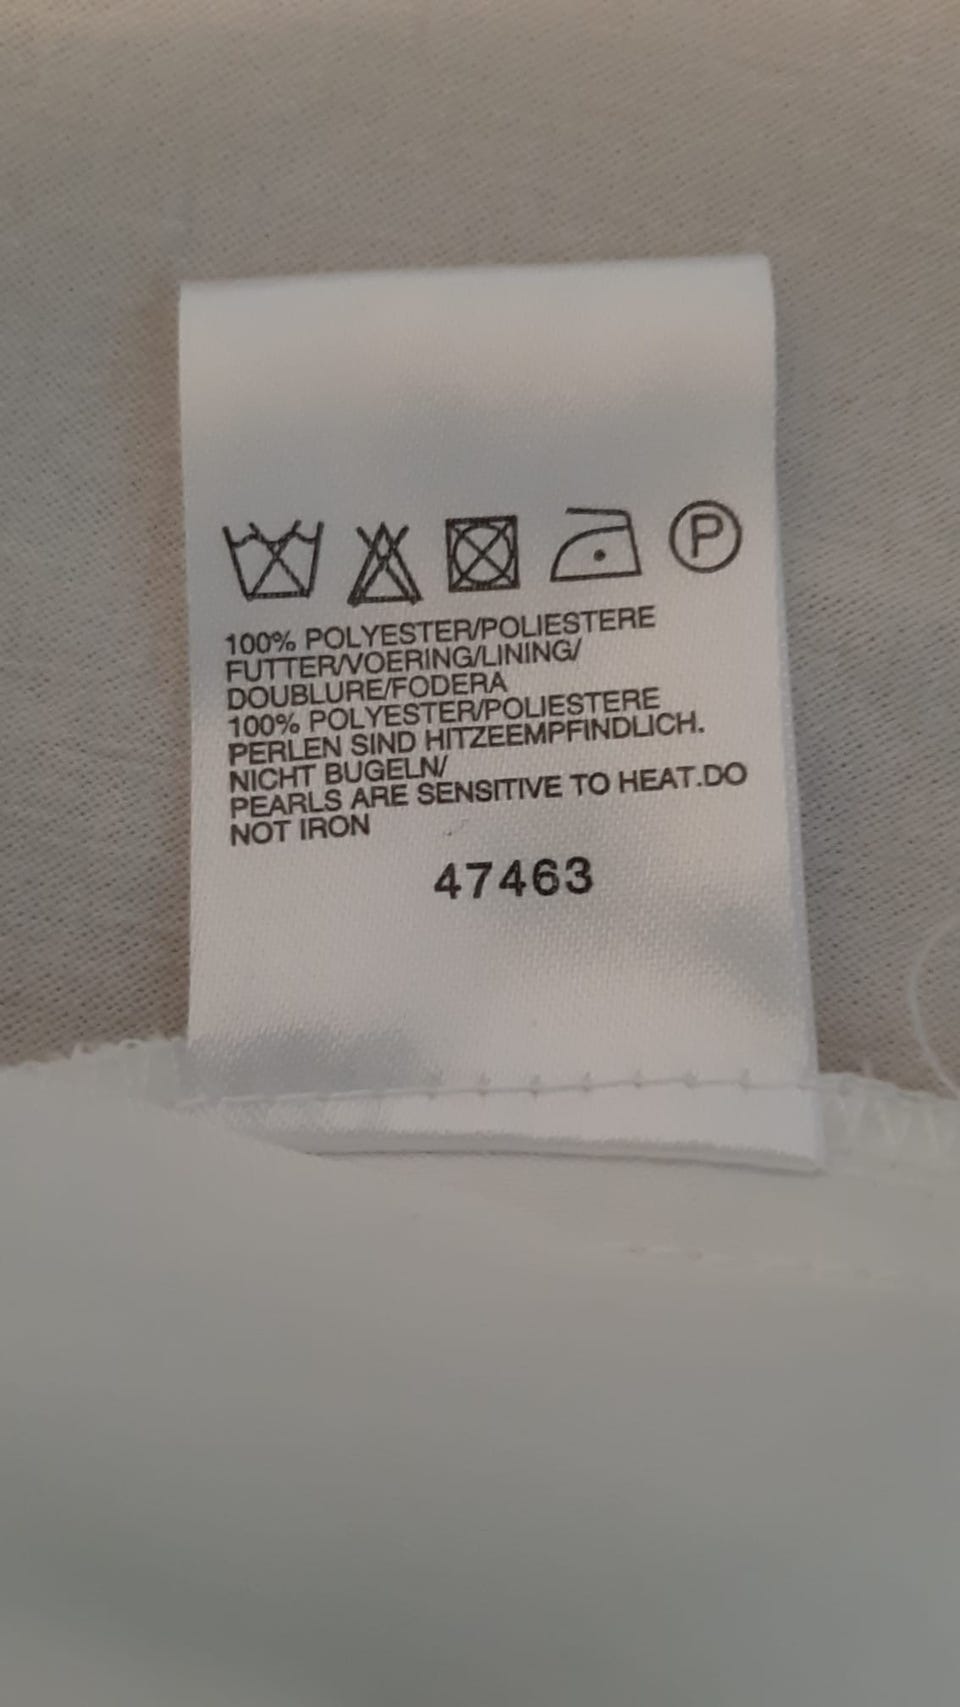 P
100% POLYESTER/POLIESTERE
FUTTER/VOERING/LINING/
DOUBLURE/FODERA
100% POLYESTER/POLIESTERE
PERLEN SIND HITZEEMPFINDLICH.
NICHT BUGELN/
PEARLS ARE SENSITIVE TO HEAT.DO
NOT IRON
47463